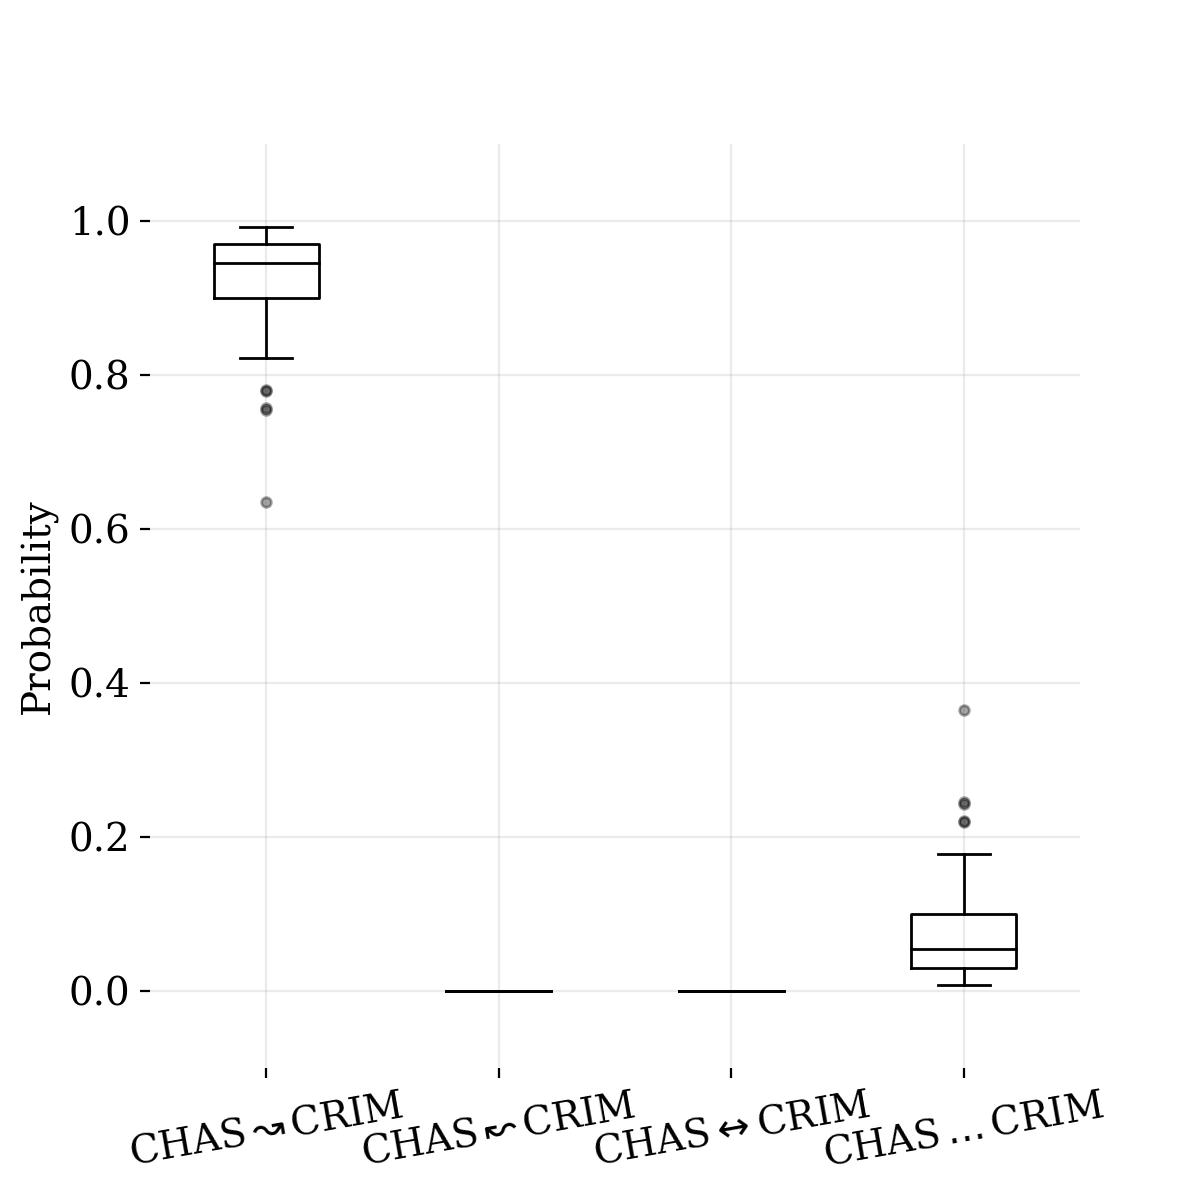 Probability
1.0
0.8
0.6
0.4
0.2
0.0
CHAS ⤳ CRIM
CHAS ⬿ CRIM
CHAS ↔ CRIM
CHAS … CRIM